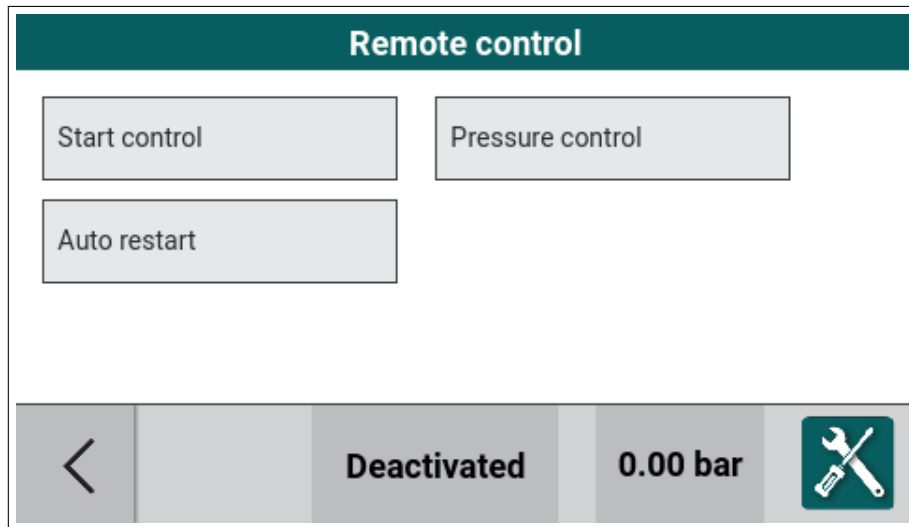 Remote control
Start control
Pressure control
Auto restart
Deactivated
0.00 bar